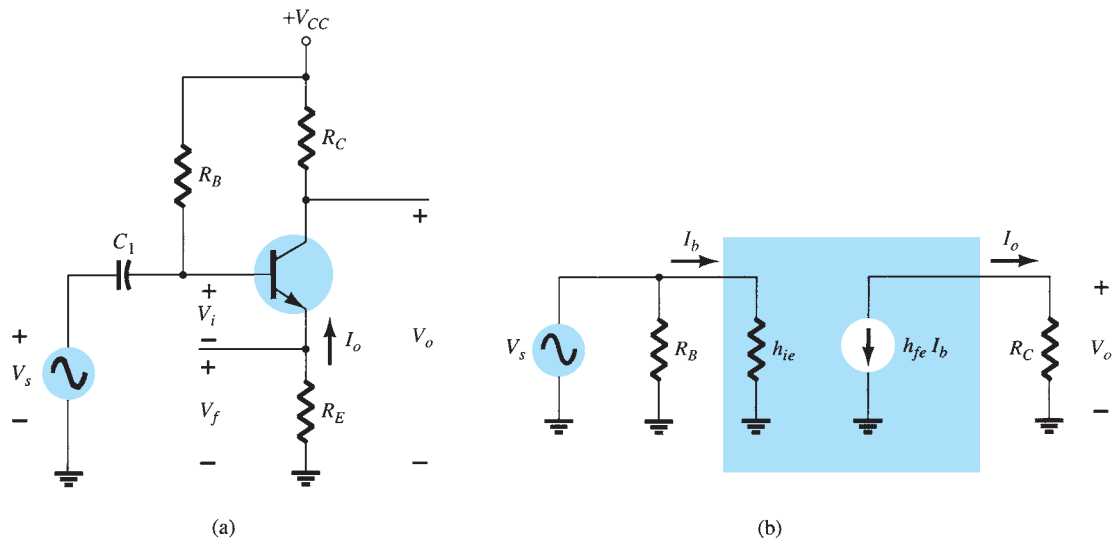 +V_CC
R_C
R_B
+
C_1
+
V_i
−
I_o
V_o
+
V_s
−
+
V_f
−
R_E
−
(a)
I_b
I_o
+
V_s
R_B
h_ie
h_fe I_b
R_C
V_o
−
(b)